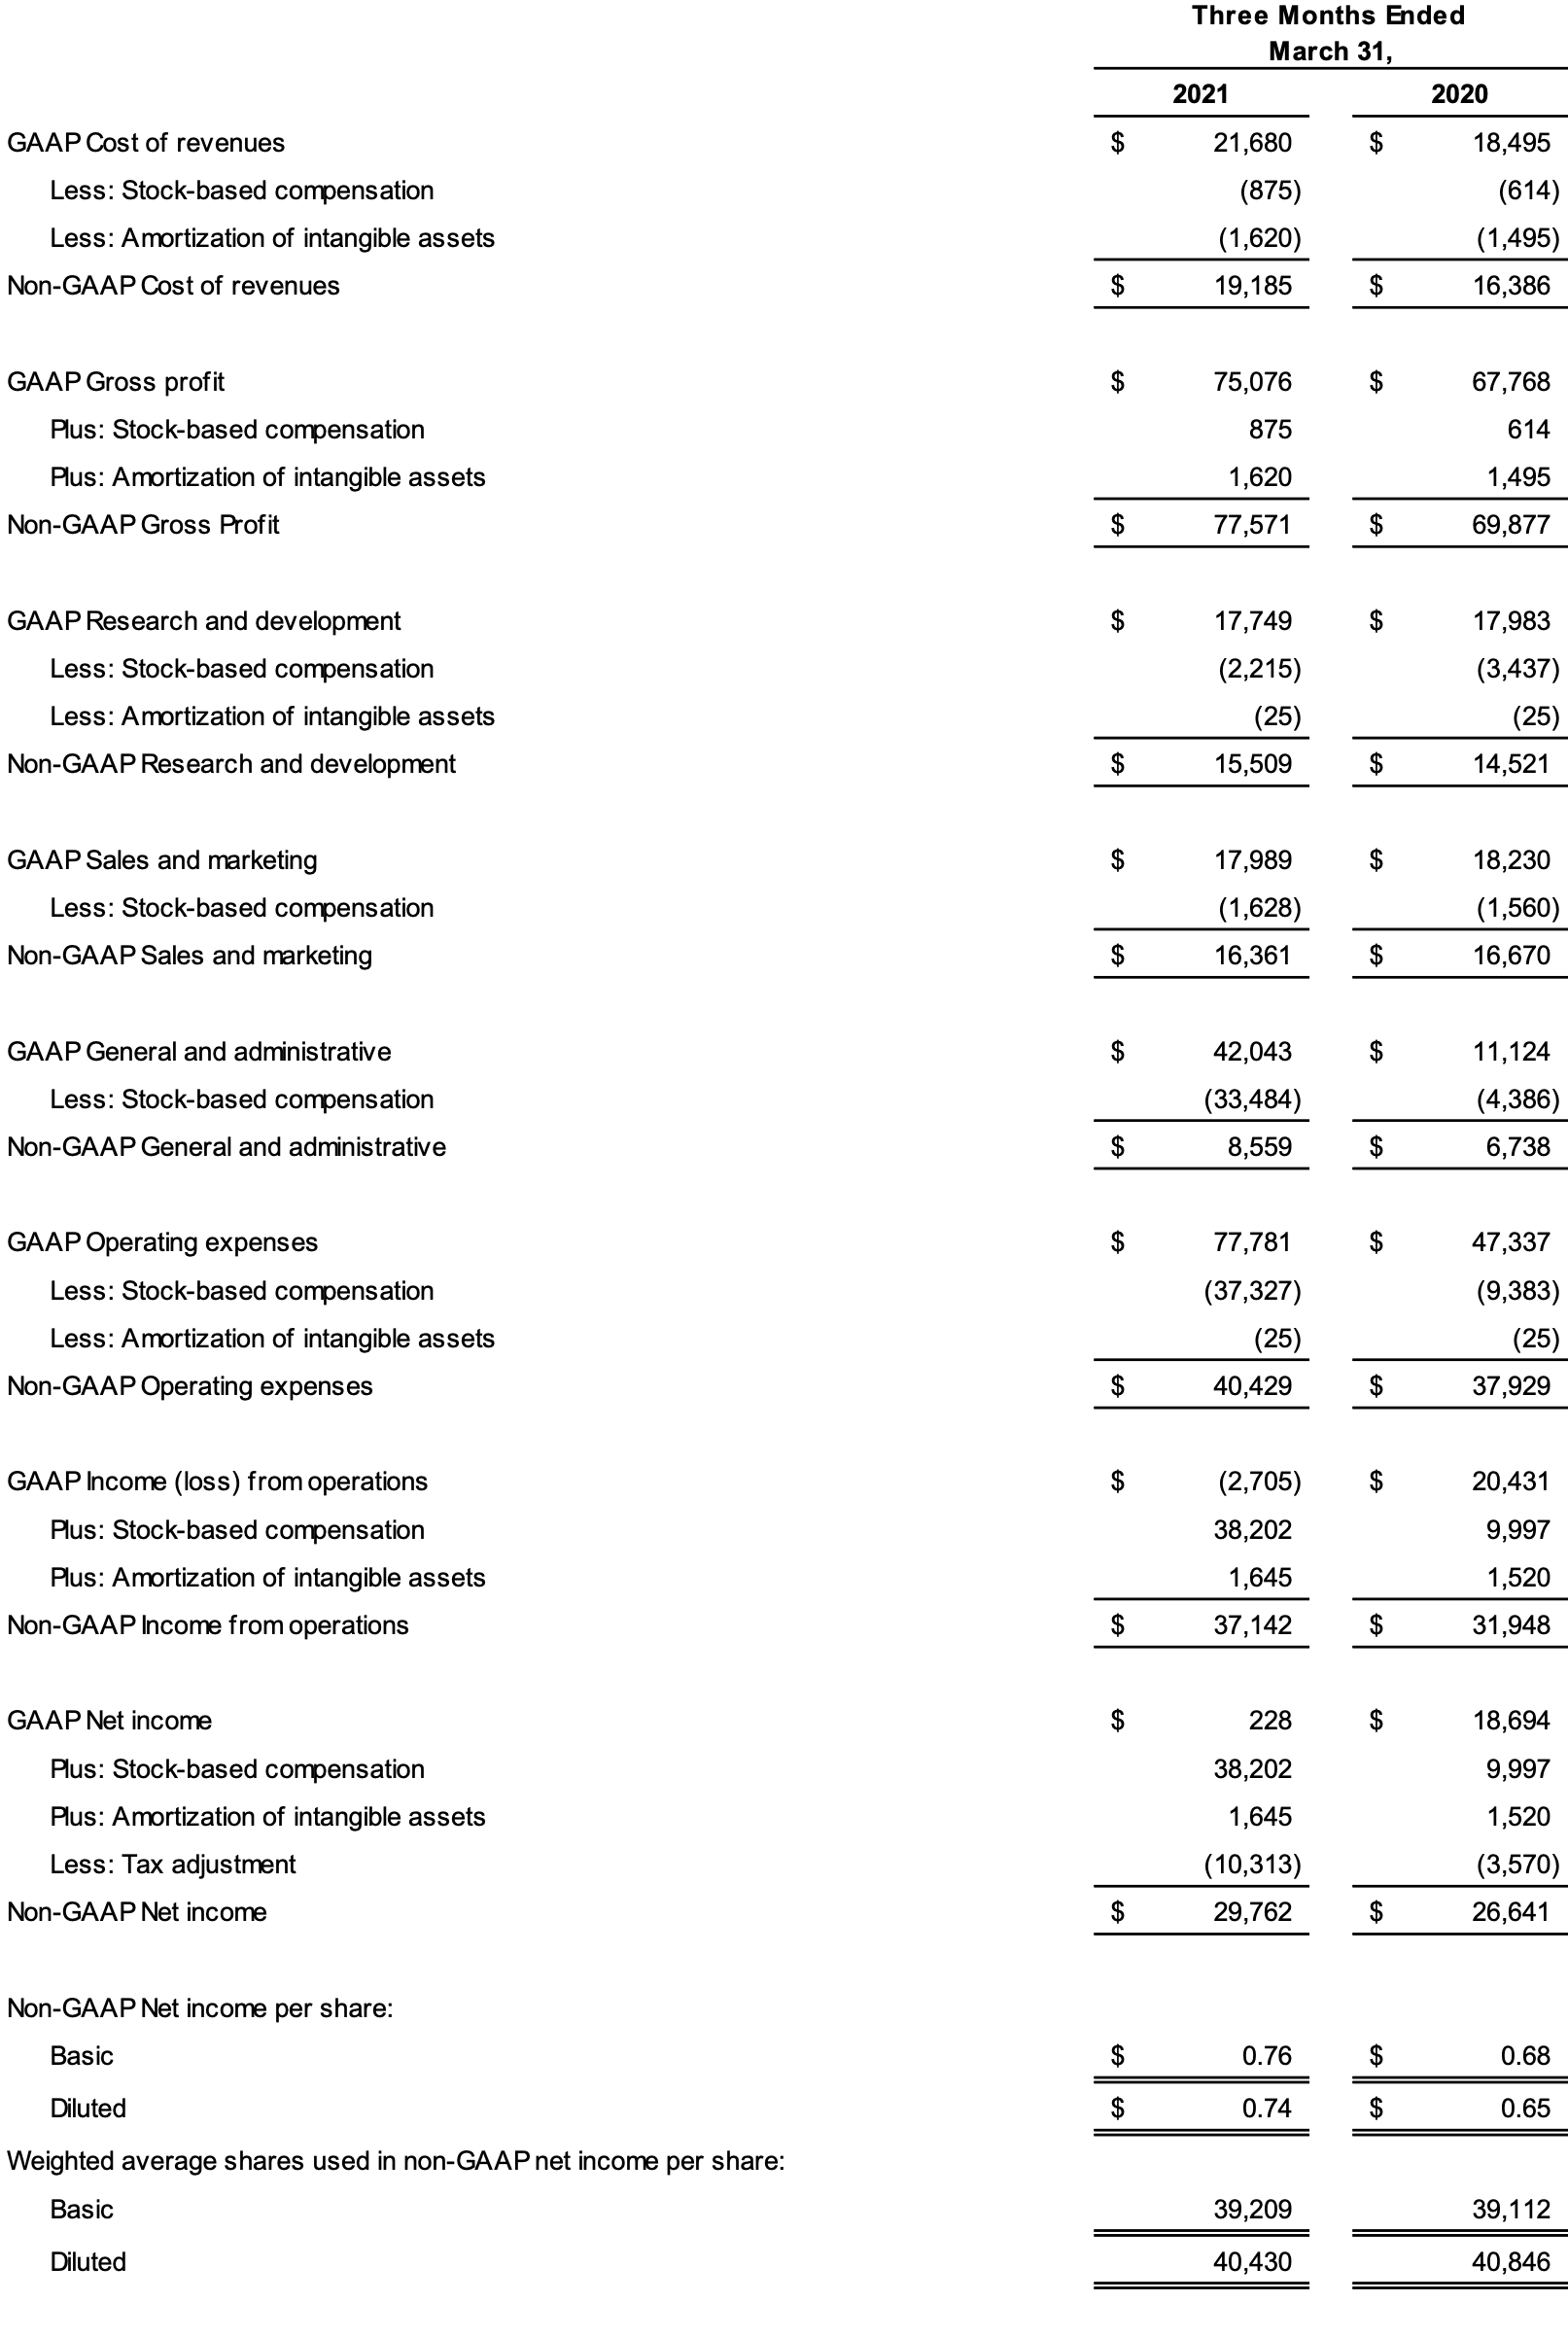 Three Months Ended
March 31,
2021 2020
GAAP Cost of revenues $ 21,680 $ 18,495
Less: Stock-based compensation (875) (614)
Less: Amortization of intangible assets (1,620) (1,495)
Non-GAAP Cost of revenues $ 19,185 $ 16,386
GAAP Gross profit $ 75,076 $ 67,768
Plus: Stock-based compensation 875 614
Plus: Amortization of intangible assets 1,620 1,495
Non-GAAP Gross Profit $ 77,571 $ 69,877
GAAP Research and development $ 17,749 $ 17,983
Less: Stock-based compensation (2,215) (3,437)
Less: Amortization of intangible assets (25) (25)
Non-GAAP Research and development $ 15,509 $ 14,521
GAAP Sales and marketing $ 17,989 $ 18,230
Less: Stock-based compensation (1,628) (1,560)
Non-GAAP Sales and marketing $ 16,361 $ 16,670
GAAP General and administrative $ 42,043 $ 11,124
Less: Stock-based compensation (33,484) (4,386)
Non-GAAP General and administrative $ 8,559 $ 6,738
GAAP Operating expenses $ 77,781 $ 47,337
Less: Stock-based compensation (37,327) (9,383)
Less: Amortization of intangible assets (25) (25)
Non-GAAP Operating expenses $ 40,429 $ 37,929
GAAP Income (loss) from operations $ (2,705) $ 20,431
Plus: Stock-based compensation 38,202 9,997
Plus: Amortization of intangible assets 1,645 1,520
Non-GAAP Income from operations $ 37,142 $ 31,948
GAAP Net income $ 228 $ 18,694
Plus: Stock-based compensation 38,202 9,997
Plus: Amortization of intangible assets 1,645 1,520
Less: Tax adjustment (10,313) (3,570)
Non-GAAP Net income $ 29,762 $ 26,641
Non-GAAP Net income per share:
Basic $ 0.76 $ 0.68
Diluted $ 0.74 $ 0.65
Weighted average shares used in non-GAAP net income per share:
Basic 39,209 39,112
Diluted 40,430 40,846